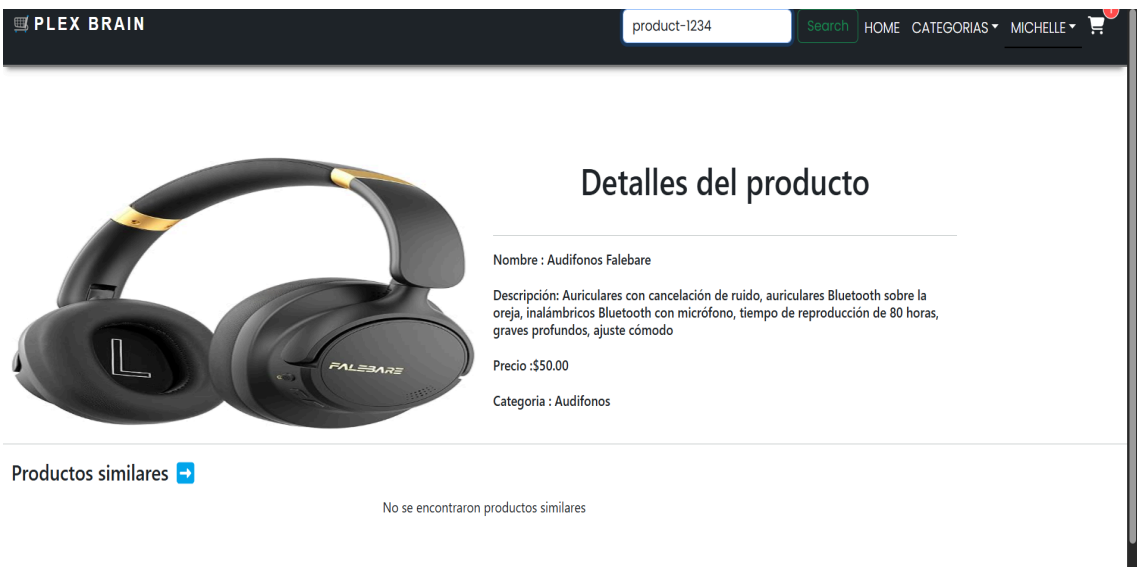 PLEX BRAIN
product-1234
Search
HOME
CATEGORIAS
MICHELLE
Detalles del producto
Nombre : Audifonos Falebare
Descripción: Auriculares con cancelación de ruido, auriculares Bluetooth sobre la
oreja, inalámbricos Bluetooth con micrófono, tiempo de reproducción de 80 horas,
graves profundos, ajuste cómodo
Precio :$50.00
Categoria : Audifonos
L
FALEBARE
Productos similares
No se encontraron productos similares